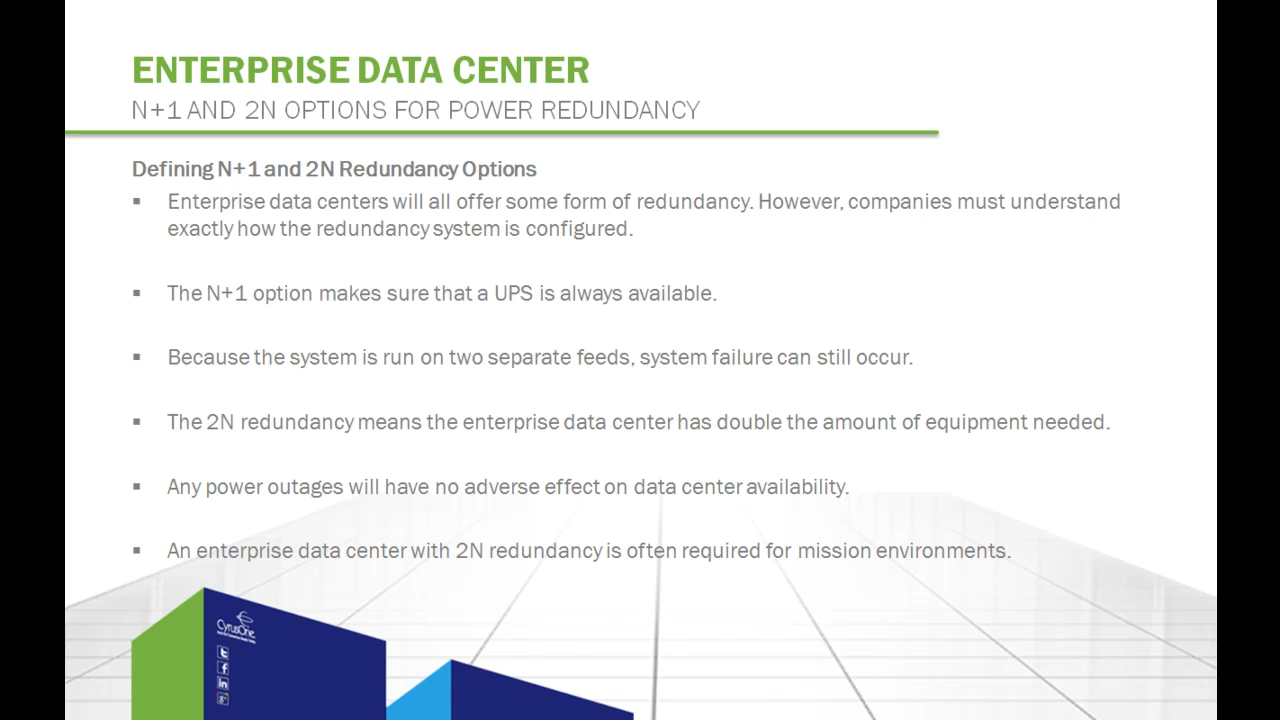 ENTERPRISE DATA CENTER
N+1 AND 2N OPTIONS FOR POWER REDUNDANCY
Defining N+1 and 2N Redundancy Options
▪ Enterprise data centers will all offer some form of redundancy. However, companies must understand
exactly how the redundancy system is configured.
▪ The N+1 option makes sure that a UPS is always available.
▪ Because the system is run on two separate feeds, system failure can still occur.
▪ The 2N redundancy means the enterprise data center has double the amount of equipment needed.
▪ Any power outages will have no adverse effect on data center availability.
▪ An enterprise data center with 2N redundancy is often required for mission environments.
CyrusOne